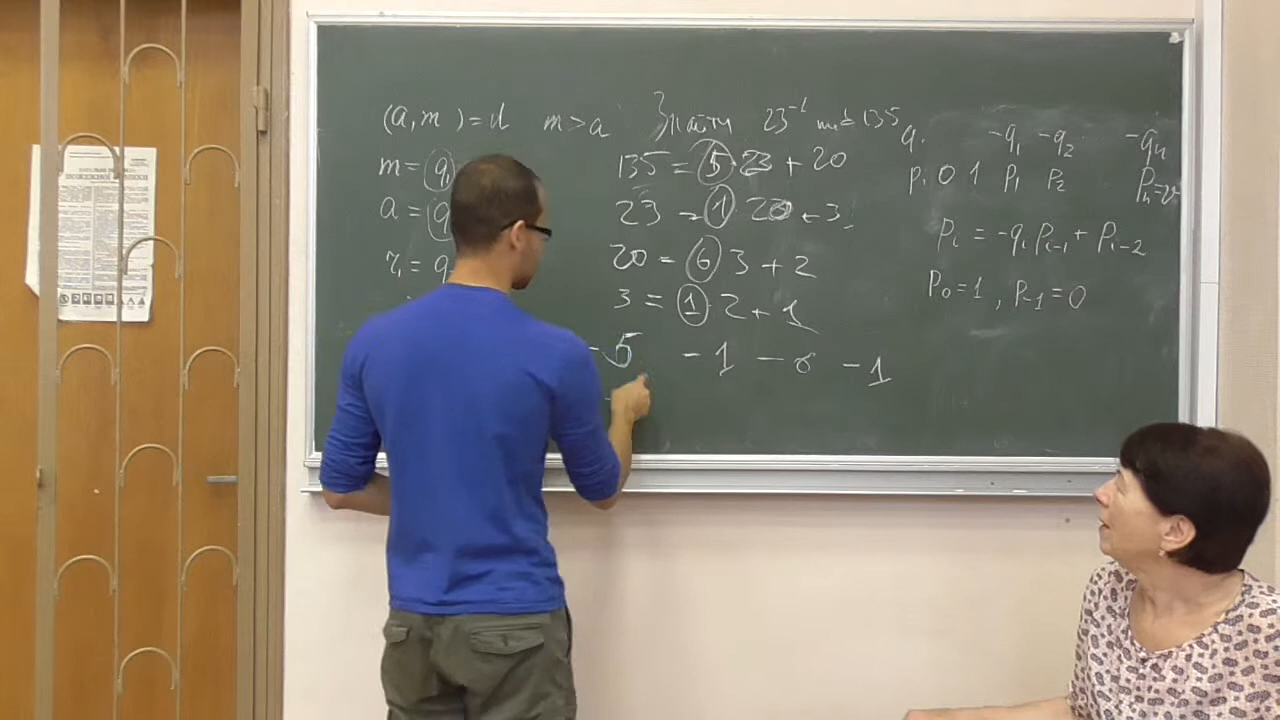 (a,m)=d m>a Знайти 23⁻¹ mod 135
m=q₁
a=q
r₁=q
135=5·23+20
23=1·20+3
20=6·3+2
3=1·2+1
-5 -1 -6 -1
qᵢ -q₁ -q₂ -qₙ
Pᵢ 0 1 P₁ P₂ Pₙ=v
Pᵢ=-qᵢPᵢ₋₁+Pᵢ₋₂
P₀=1, P₋₁=0